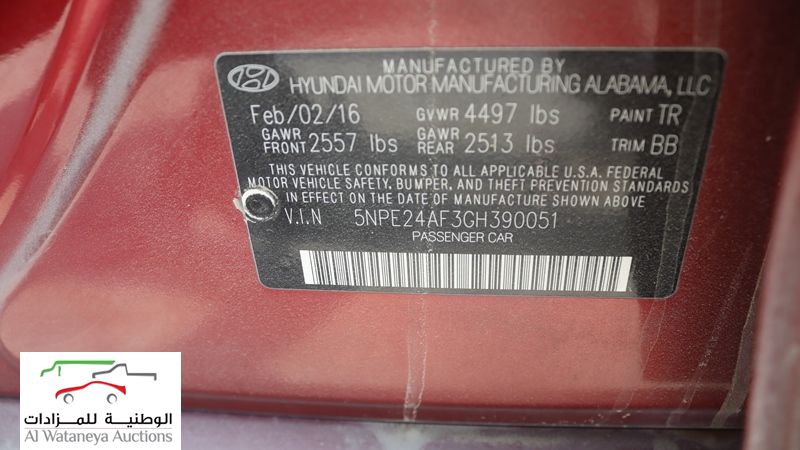 MANUFACTURED BY
HYUNDAI MOTOR MANUFACTURING ALABAMA, LLC
Feb/02/16 GVWR 4497 lbs PAINT TR
GAWR FRONT 2557 lbs GAWR REAR 2513 lbs TRIM BB
THIS VEHICLE CONFORMS TO ALL APPLICABLE U.S.A. FEDERAL
MOTOR VEHICLE SAFETY, BUMPER, AND THEFT PREVENTION STANDARDS
IN EFFECT ON THE DATE OF MANUFACTURE SHOWN ABOVE
V.I.N 5NPE24AF3GH390051
PASSENGER CAR
الوطنية للمزادات
Al Wataneya Auctions